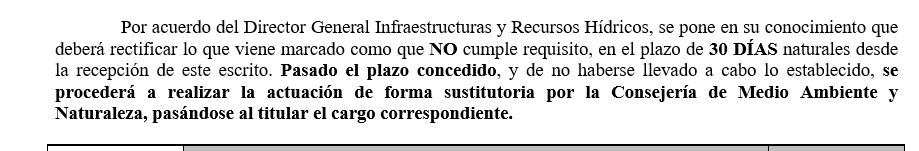 Por acuerdo del Director General Infraestructuras y Recursos Hídricos, se pone en su conocimiento que
deberá rectificar lo que viene marcado como que NO cumple requisito, en el plazo de 30 DÍAS naturales desde
la recepción de este escrito. Pasado el plazo concedido, y de no haberse llevado a cabo lo establecido, se
procederá a realizar la actuación de forma sustitutoria por la Consejería de Medio Ambiente y
Naturaleza, pasándose al titular el cargo correspondiente.